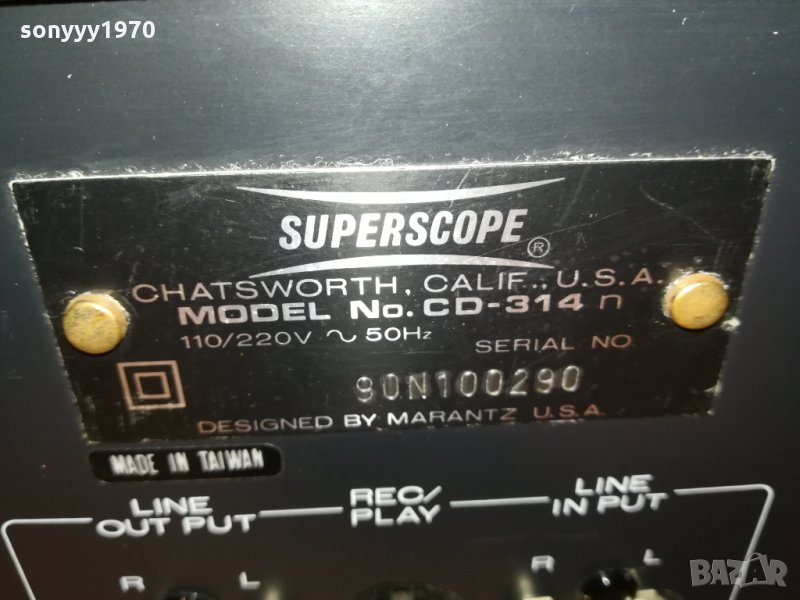 sonyyy1970
SUPERSCOPE ®
CHATSWORTH, CALIF., U.S.A.
MODEL No. CD-314 n
110/220V ∿ 50Hz SERIAL NO
90N100290
DESIGNED BY MARANTZ U.S.A.
MADE IN TAIWAN
LINE OUT PUT
REC/ PLAY
LINE IN PUT
R L
R L
BAZAR